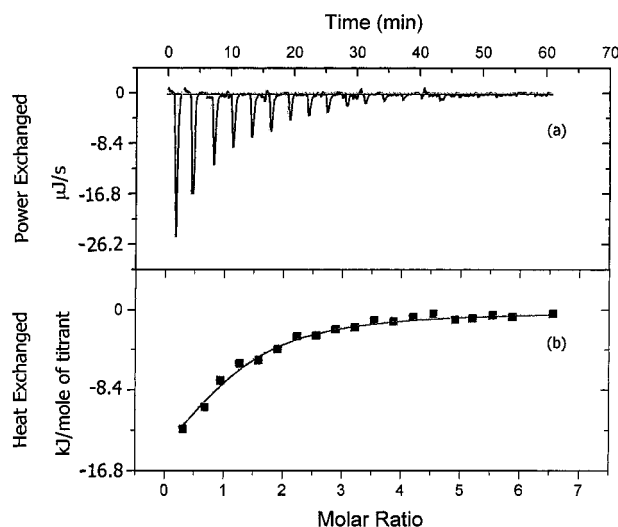 Time (min)
0 10 20 30 40 50 60 70
Power Exchanged
µJ/s
0
-8.4
-16.8
-26.2
(a)
Heat Exchanged
kJ/mole of titrant
0
-8.4
-16.8
(b)
0 1 2 3 4 5 6 7
Molar Ratio